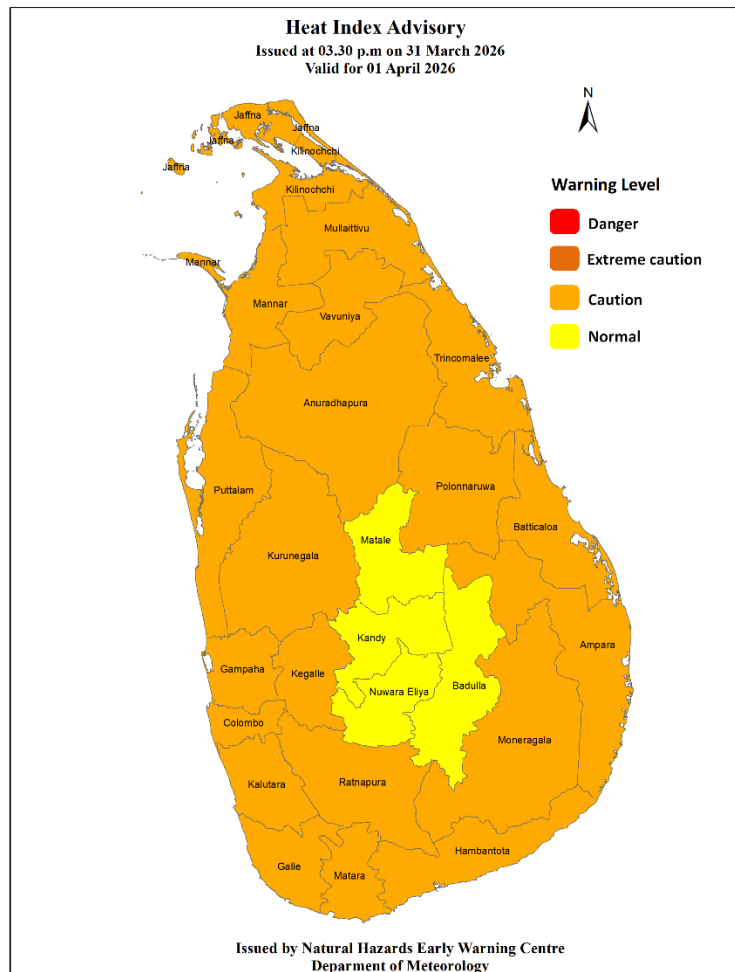 Heat Index Advisory
Issued at 03.30 p.m on 31 March 2026
Valid for 01 April 2026
N
Warning Level
Danger
Extreme caution
Caution
Normal
Jaffna
Jaffna
Jaffna
Jaffna
Kilinochchi
Kilinochchi
Mullaittivu
Mannar
Mannar
Vavuniya
Trincomalee
Anuradhapura
Puttalam
Polonnaruwa
Batticaloa
Matale
Kurunegala
Kandy
Ampara
Gampaha
Kegalle
Nuwara Eliya
Badulla
Colombo
Moneragala
Kalutara
Ratnapura
Hambantota
Galle
Matara
Issued by Natural Hazards Early Warning Centre
Deparment of Meteorology